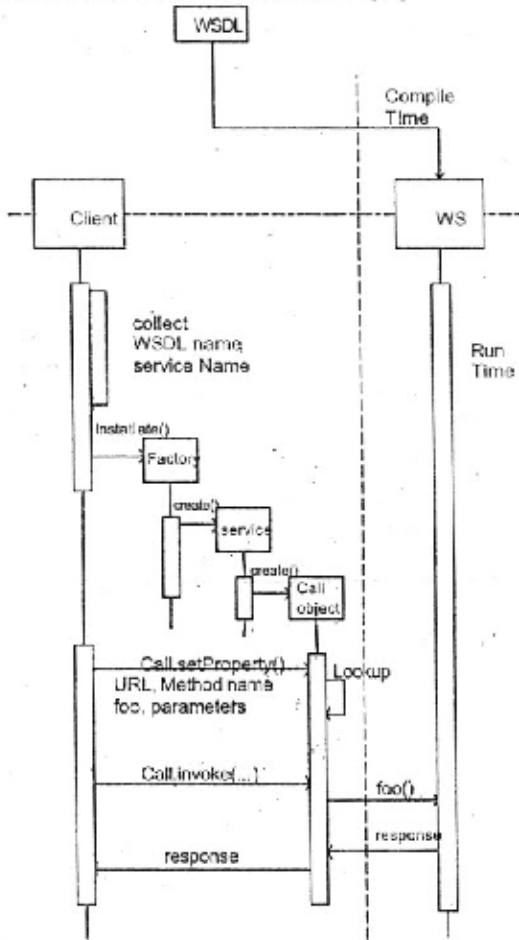 WSDL
Compile
Time
Client
WS
collect
WSDL name,
service Name
Run
Time
instatiate()
Factory
create()
service
create()
Call
object
Call.setProperty()
URL, Method name
foo, parameters
Lookup
Call.invoke(...)
foo()
response
response